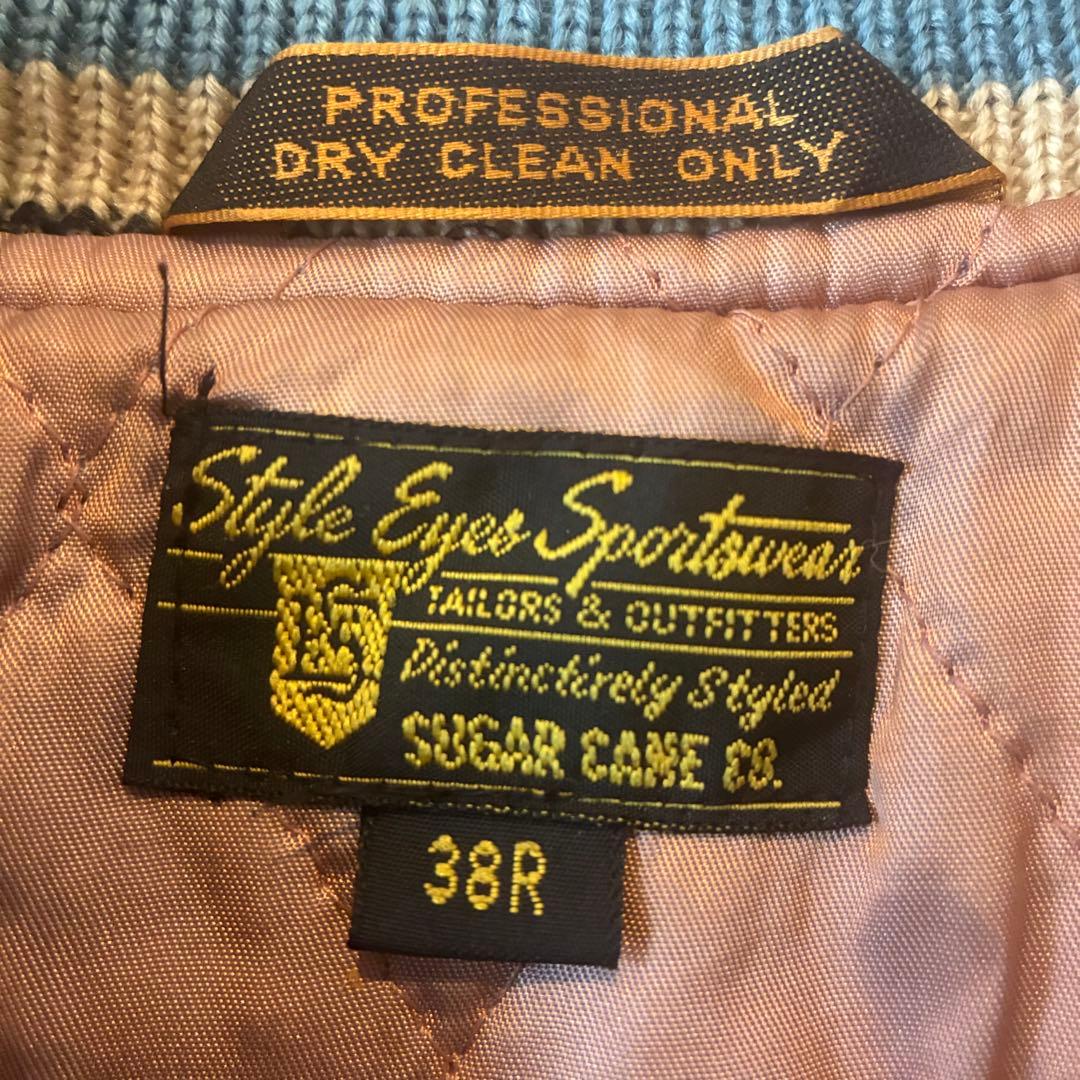 PROFESSIONAL
DRY CLEAN ONLY
Style Eyes Sportswear
TAILORS & OUTFITTERS
Distinctively Styled
SUGAR CANE CO.
38R